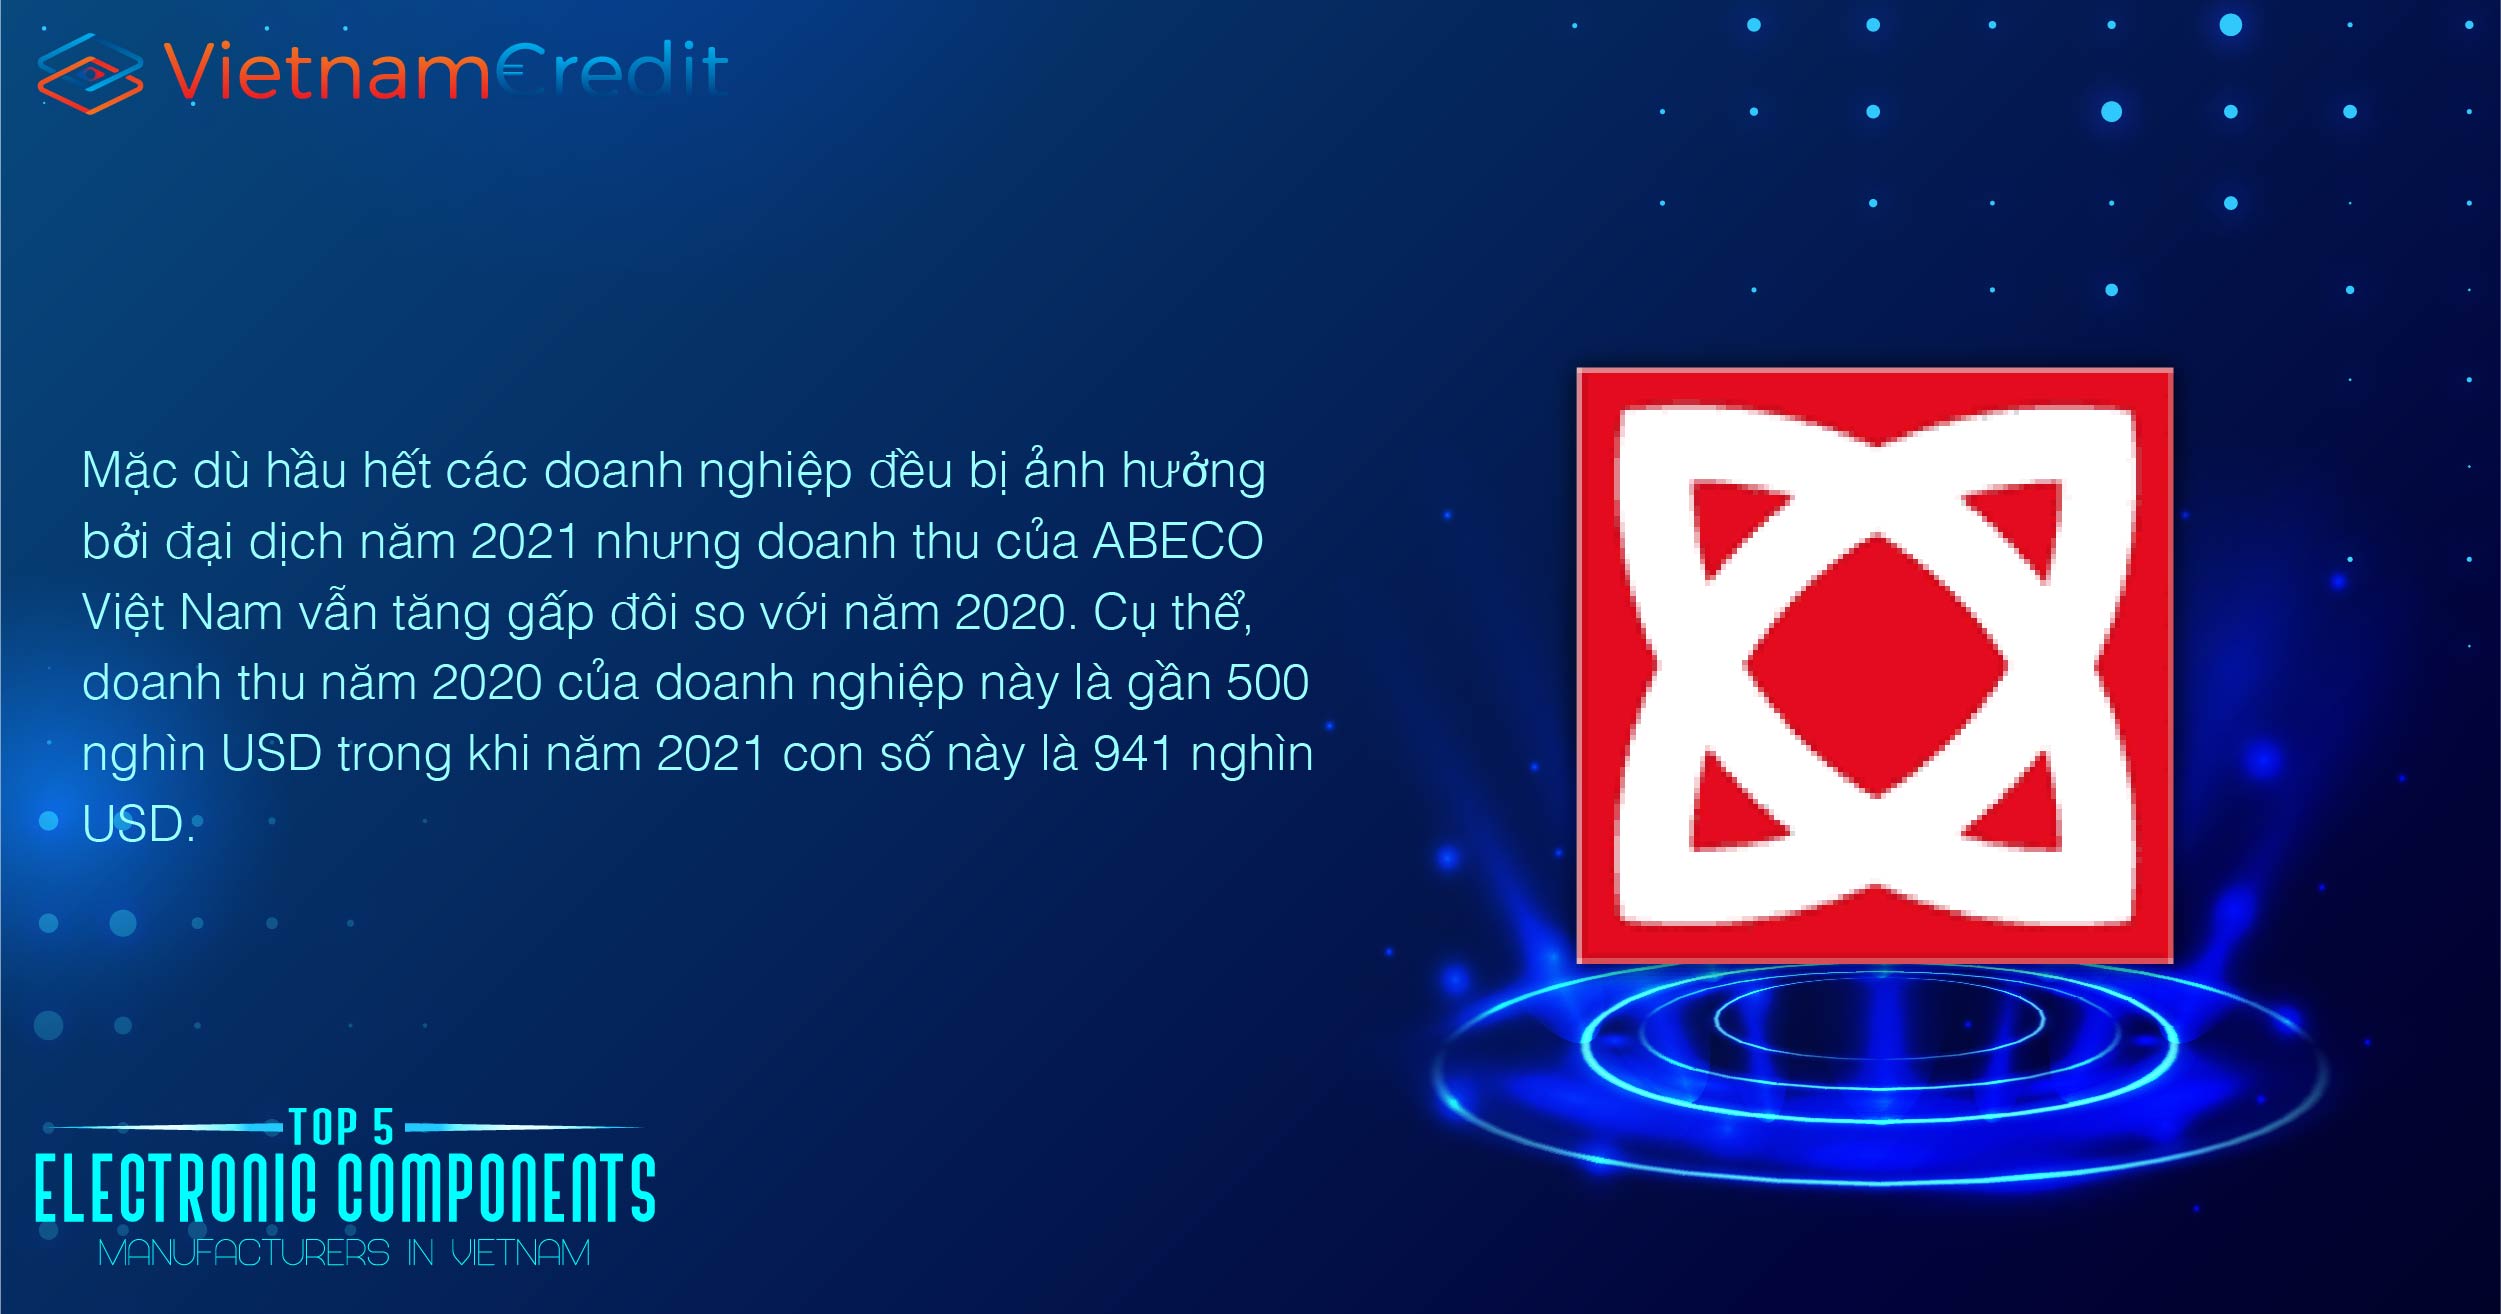 Vietnam€redit
Mặc dù hầu hết các doanh nghiệp đều bị ảnh hưởng
bởi đại dịch năm 2021 nhưng doanh thu của ABECO
Việt Nam vẫn tăng gấp đôi so với năm 2020. Cụ thể,
doanh thu năm 2020 của doanh nghiệp này là gần 500
nghìn USD trong khi năm 2021 con số này là 941 nghìn
USD.
TOP 5
ELECTRONIC COMPONENTS
MANUFACTURERS IN VIETNAM